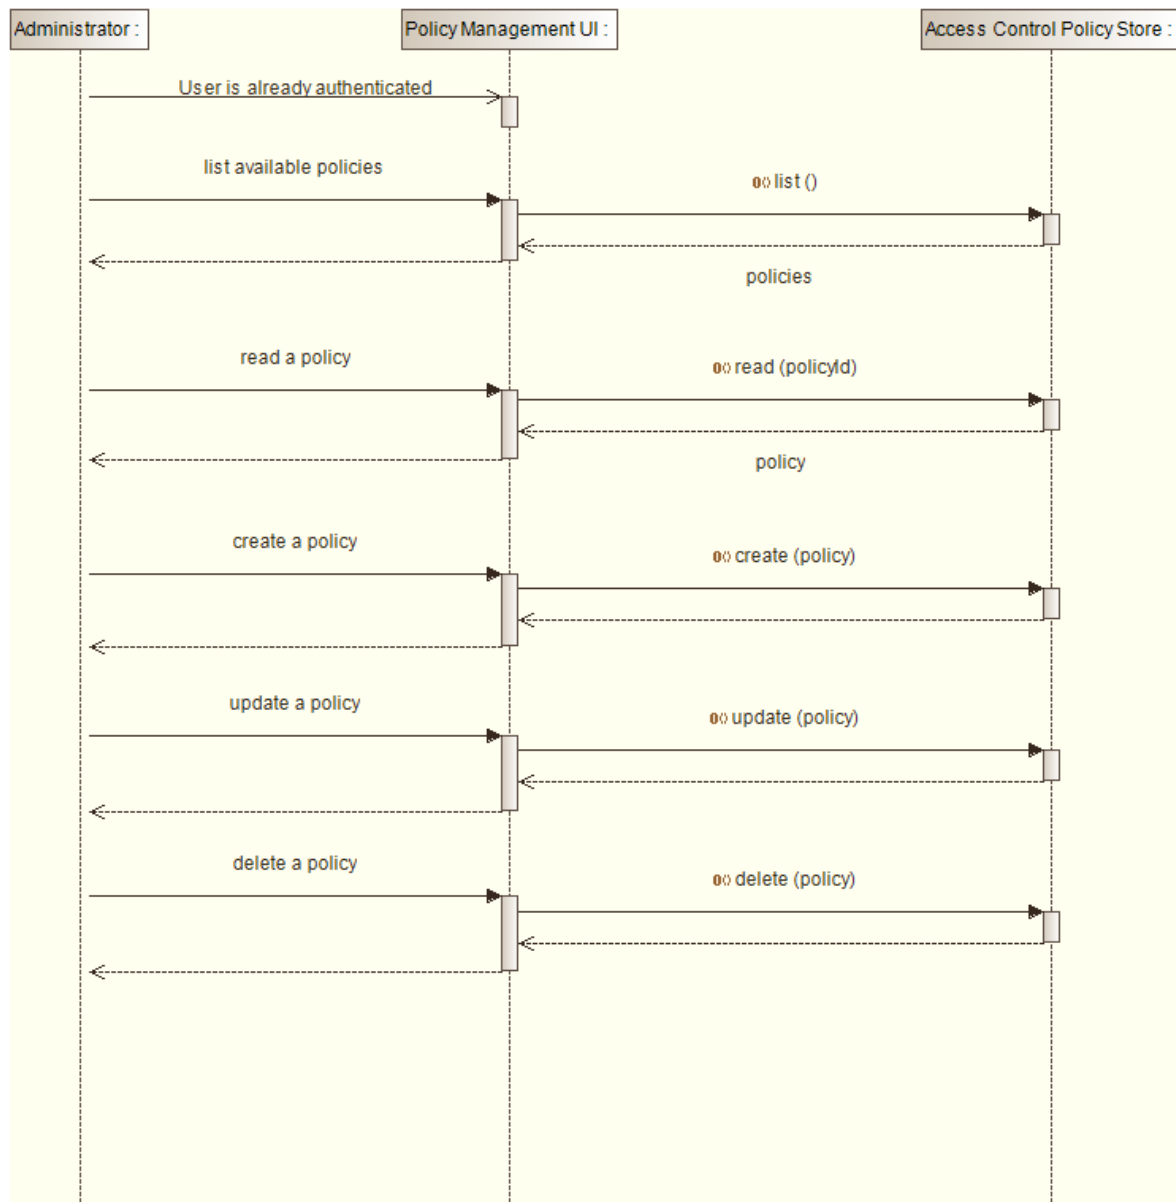 Administrator :
Policy Management UI :
Access Control Policy Store :
User is already authenticated
list available policies
list ()
policies
read a policy
read (policyId)
policy
create a policy
create (policy)
update a policy
update (policy)
delete a policy
delete (policy)